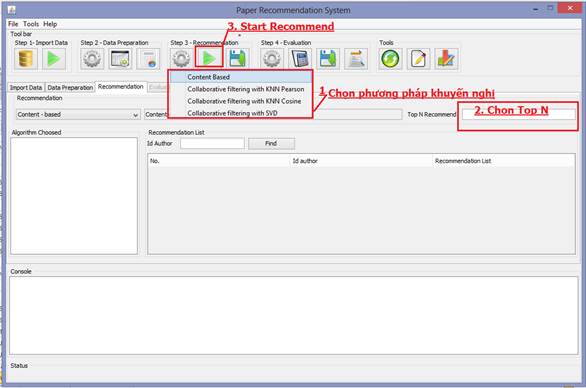 Paper Recommendation System
3. Start Recommend
File Tools Help
Tool bar
Step 1- Import Data
Step 2 - Data Preparation
Step 3 - Recommendation
Step 4 - Evaluation
Tools
Content Based
Collaborative filtering with KNN Pearson
Collaborative filtering with KNN Cosine
Collaborative filtering with SVD
1. Chọn phương pháp khuyến nghị
2. Chon Top N
Import Data
Data Preparation
Recommendation
Recommendation
Content - based
Content
Top N Recommend
Algorithm Choosed
Recommendation List
Id Author
Find
No.
Id author
Recommendation List
Console
Status